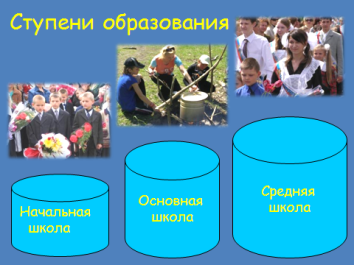 Ступени образования
Начальная
школа
Основная
школа
Средняя
школа